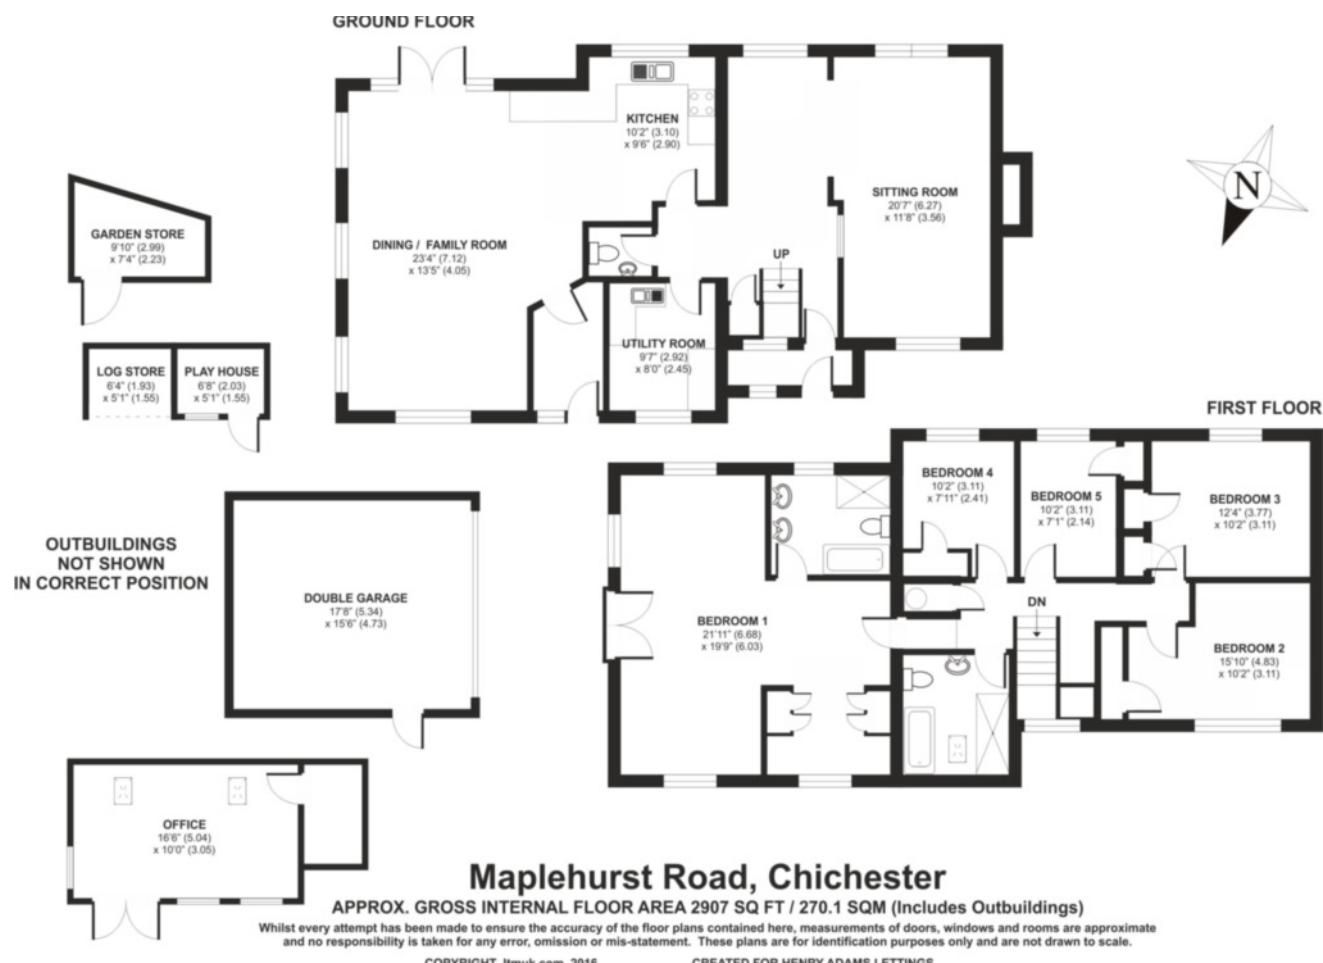 GROUND FLOOR
KITCHEN
10'2" (3.10)
x 9'6" (2.90)
SITTING ROOM
20'7" (6.27)
x 11'8" (3.56)
N
GARDEN STORE
9'10" (2.99)
x 7'4" (2.23)
DINING / FAMILY ROOM
23'4" (7.12)
x 13'5" (4.05)
UP
UTILITY ROOM
9'7" (2.92)
x 8'0" (2.45)
LOG STORE
6'4" (1.93)
x 5'1" (1.55)
PLAY HOUSE
6'8" (2.03)
x 5'1" (1.55)
FIRST FLOOR
BEDROOM 4
10'2" (3.11)
x 7'11" (2.41)
BEDROOM 5
10'2" (3.11)
x 7'1" (2.14)
BEDROOM 3
12'4" (3.77)
x 10'2" (3.11)
OUTBUILDINGS
NOT SHOWN
IN CORRECT POSITION
DOUBLE GARAGE
17'8" (5.34)
x 15'6" (4.73)
BEDROOM 1
21'11" (6.68)
x 19'9" (6.03)
DN
BEDROOM 2
15'10" (4.83)
x 10'2" (3.11)
OFFICE
16'6" (5.04)
x 10'0" (3.05)
Maplehurst Road, Chichester
APPROX. GROSS INTERNAL FLOOR AREA 2907 SQ FT / 270.1 SQM (Includes Outbuildings)
Whilst every attempt has been made to ensure the accuracy of the floor plans contained here, measurements of doors, windows and rooms are approximate
and no responsibility is taken for any error, omission or mis-statement. These plans are for identification purposes only and are not drawn to scale.
COPYRIGHT ltmuk.com 2016 CREATED FOR HENRY ADAMS LETTINGS